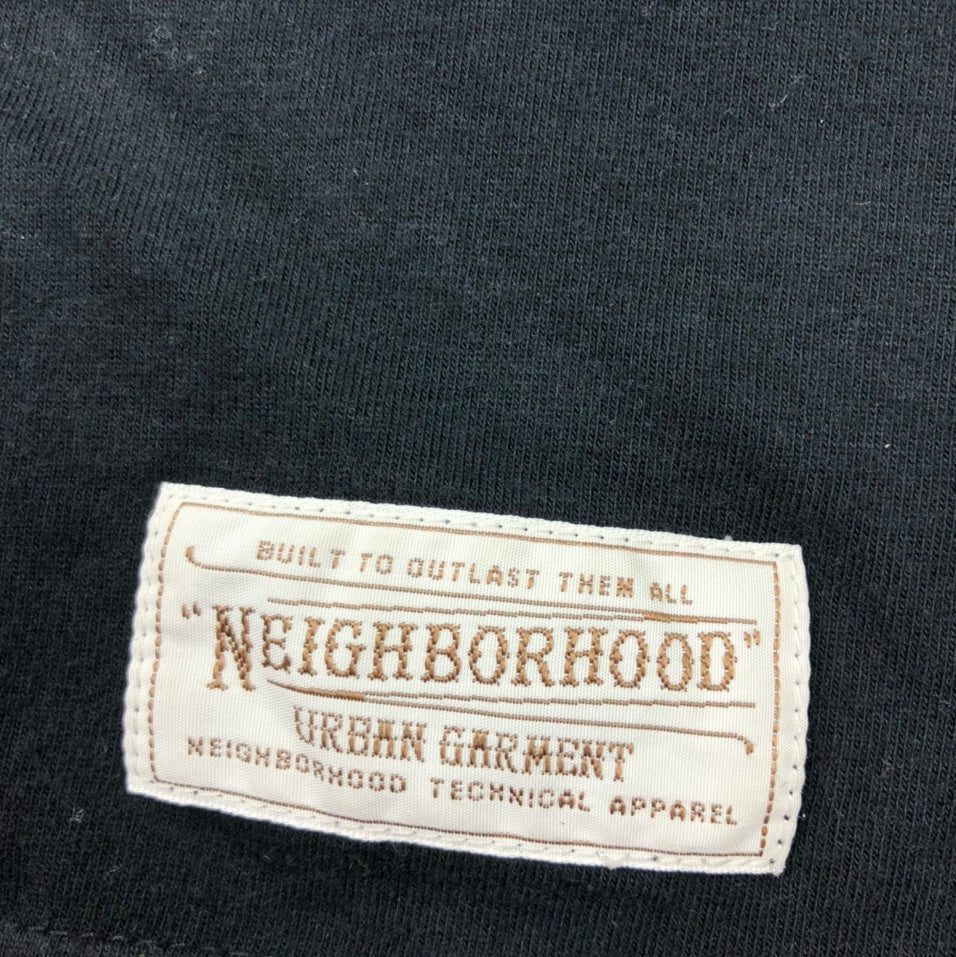 BUILT TO OUTLAST THEM ALL
"NEIGHBORHOOD"
URBAN GARMENT
NEIGHBORHOOD TECHNICAL APPAREL